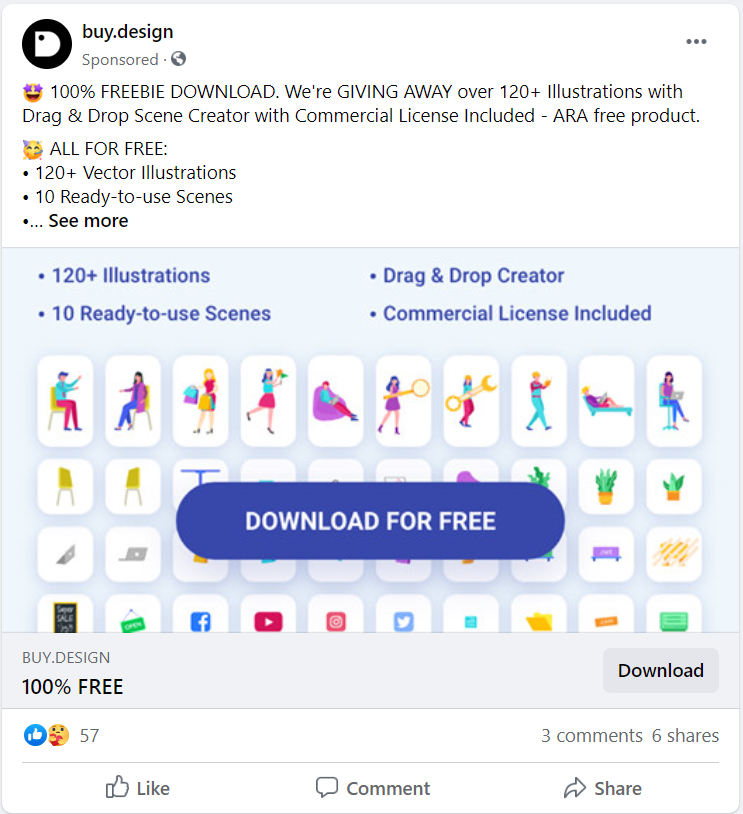 buy.design
Sponsored ·
🤩 100% FREEBIE DOWNLOAD. We're GIVING AWAY over 120+ Illustrations with
Drag & Drop Scene Creator with Commercial License Included - ARA free product.
🥳 ALL FOR FREE:
• 120+ Vector Illustrations
• 10 Ready-to-use Scenes
•... See more
• 120+ Illustrations
• Drag & Drop Creator
• 10 Ready-to-use Scenes
• Commercial License Included
DOWNLOAD FOR FREE
Super
SALE
OPEN
BUY.DESIGN
100% FREE
Download
57
3 comments 6 shares
Like
Comment
Share